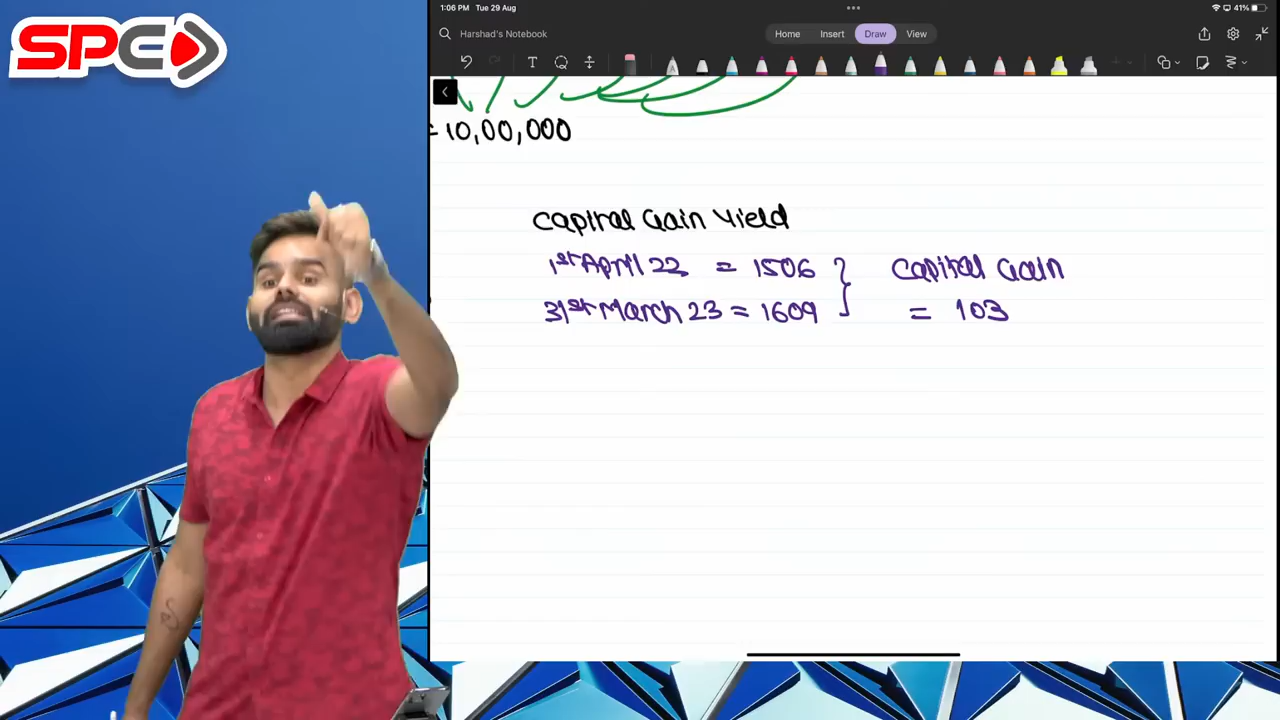 SPC
1:06 PM Tue 29 Aug
41%
Harshad's Notebook
Home Insert Draw View
= 10,00,000
Capital Gain Yield
1st April 22 = 1506
31st March 23 = 1609
Capital Gain
= 103